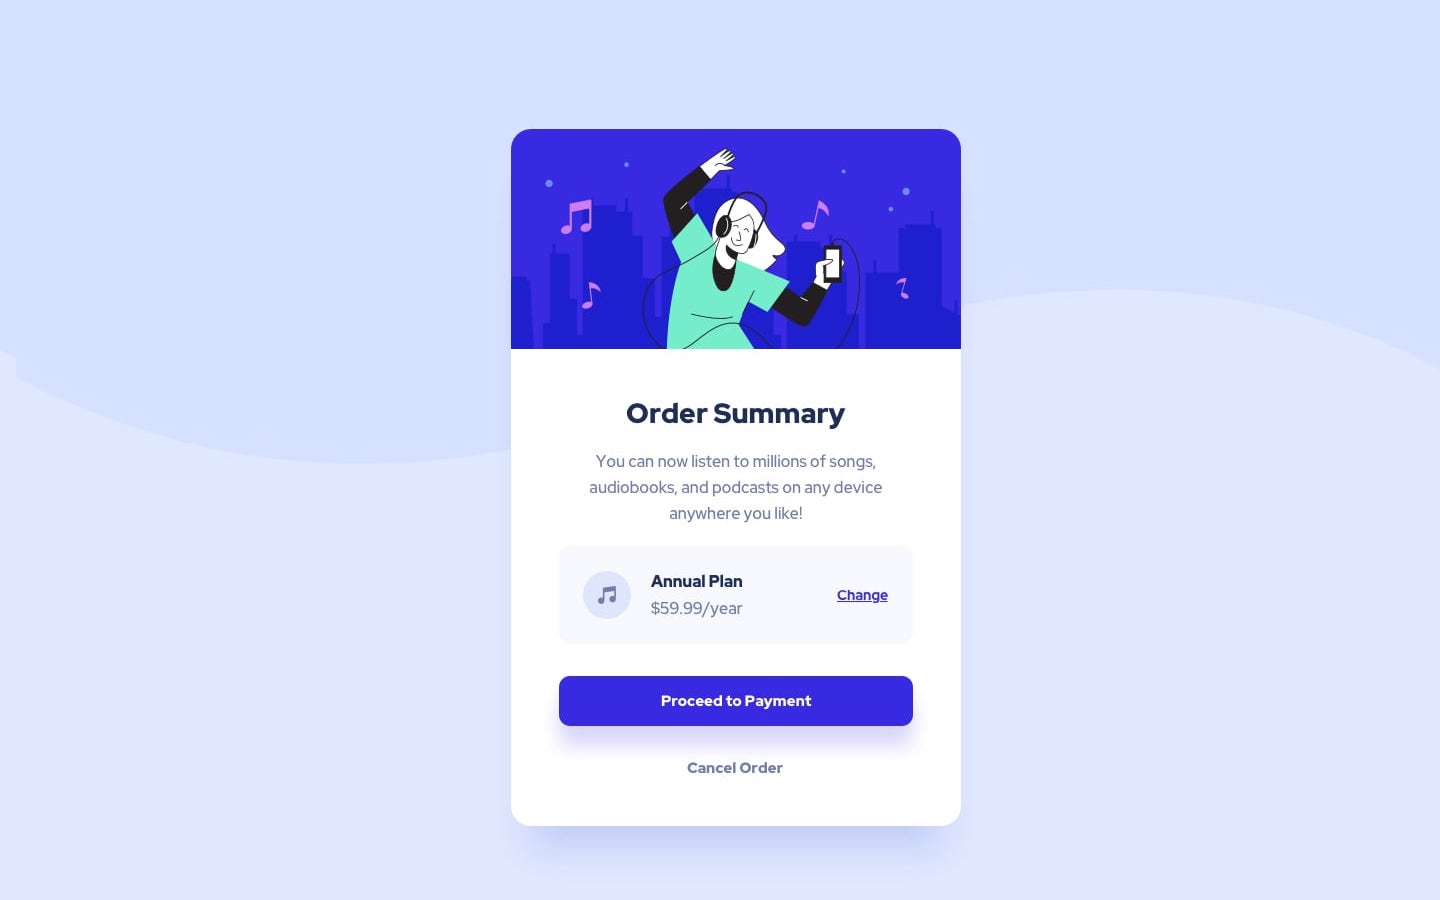 Order Summary
You can now listen to millions of songs,
audiobooks, and podcasts on any device
anywhere you like!
Annual Plan
$59.99/year
Change
Proceed to Payment
Cancel Order